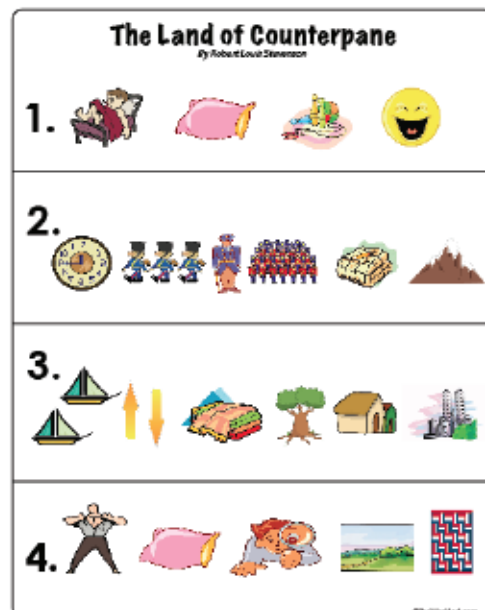 The Land of Counterpane
By Robert Louis Stevenson
1.
2.
3.
4.